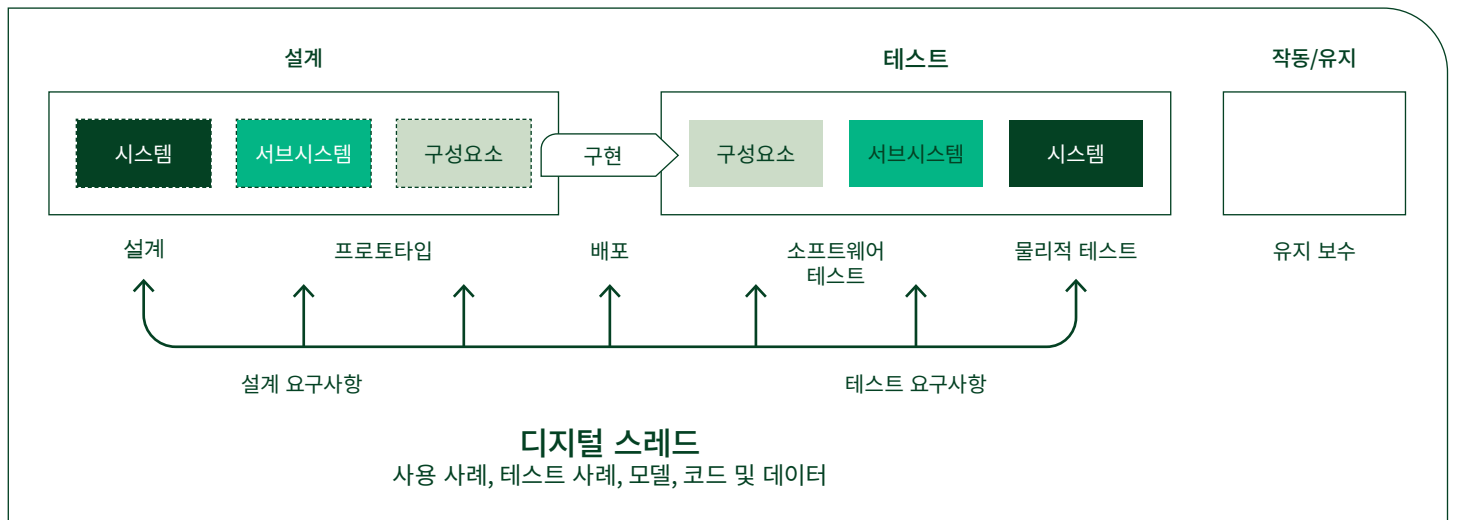 설계
테스트
작동/유지
시스템
서브시스템
구성요소
구현
구성요소
서브시스템
시스템
설계
프로토타입
배포
소프트웨어
테스트
물리적 테스트
유지 보수
설계 요구사항
테스트 요구사항
디지털 스레드
사용 사례, 테스트 사례, 모델, 코드 및 데이터